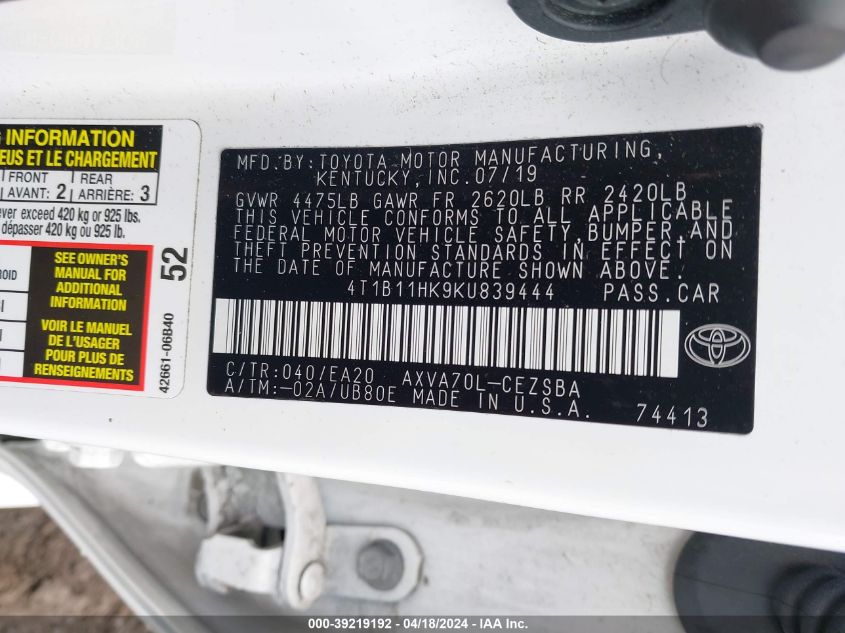 INFORMATION
EUS ET LE CHARGEMENT
FRONT
AVANT: 2
REAR
ARRIÈRE: 3
ever exceed 420 kg or 925 lbs.
dépasser 420 kg ou 925 lb.
SEE OWNER'S
MANUAL FOR
ADDITIONAL
INFORMATION
VOIR LE MANUEL
DE L'USAGER
POUR PLUS DE
RENSEIGNEMENTS
52
42661-06B40
MFD. BY: TOYOTA MOTOR MANUFACTURING,
KENTUCKY, INC. 07/19
GVWR 4475LB GAWR FR 2620LB RR 2420LB
THIS VEHICLE CONFORMS TO ALL APPLICABLE
FEDERAL MOTOR VEHICLE SAFETY, BUMPER, AND
THEFT PREVENTION STANDARDS IN EFFECT ON
THE DATE OF MANUFACTURE SHOWN ABOVE.
4T1B11HK9KU839444 PASS.CAR
C/TR: 040/EA20 AXVA70L-CEZSBA
A/TM:-02A/UB80E MADE IN U.S.A. 74413
000-39219192 - 04/18/2024 - IAA Inc.